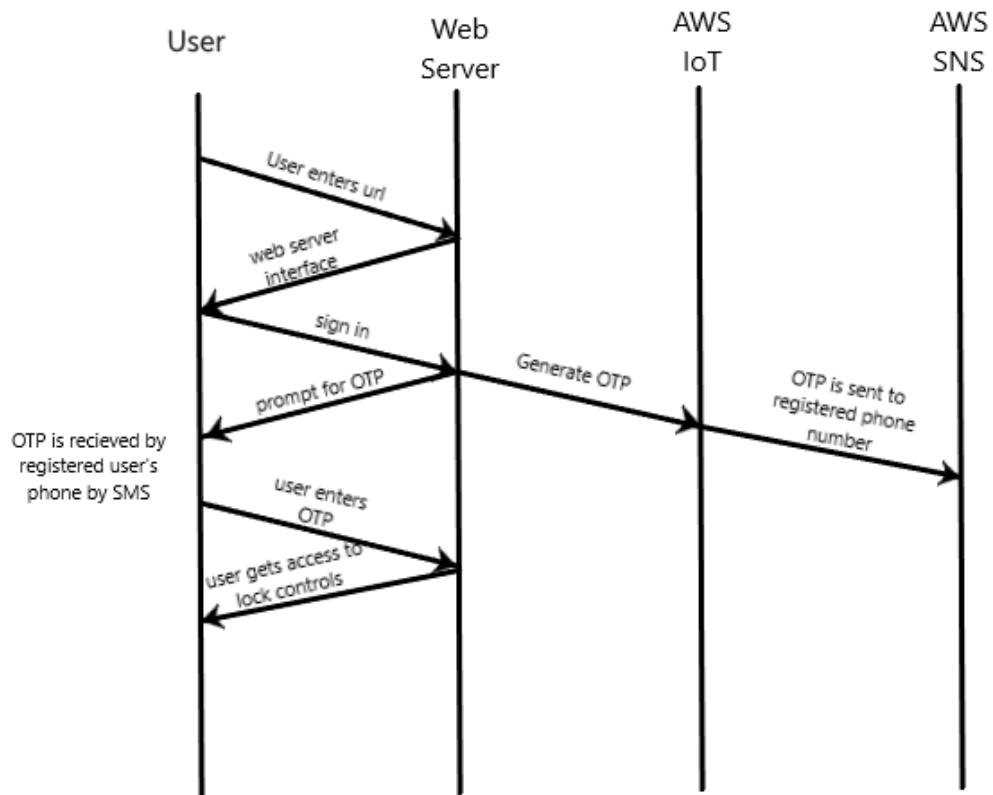 User
Web
Server
AWS
IoT
AWS
SNS
User enters url
web server
interface
sign in
prompt for OTP
Generate OTP
OTP is sent to
registered phone
number
OTP is recieved by
registered user's
phone by SMS
user enters
OTP
user gets access to
lock controls